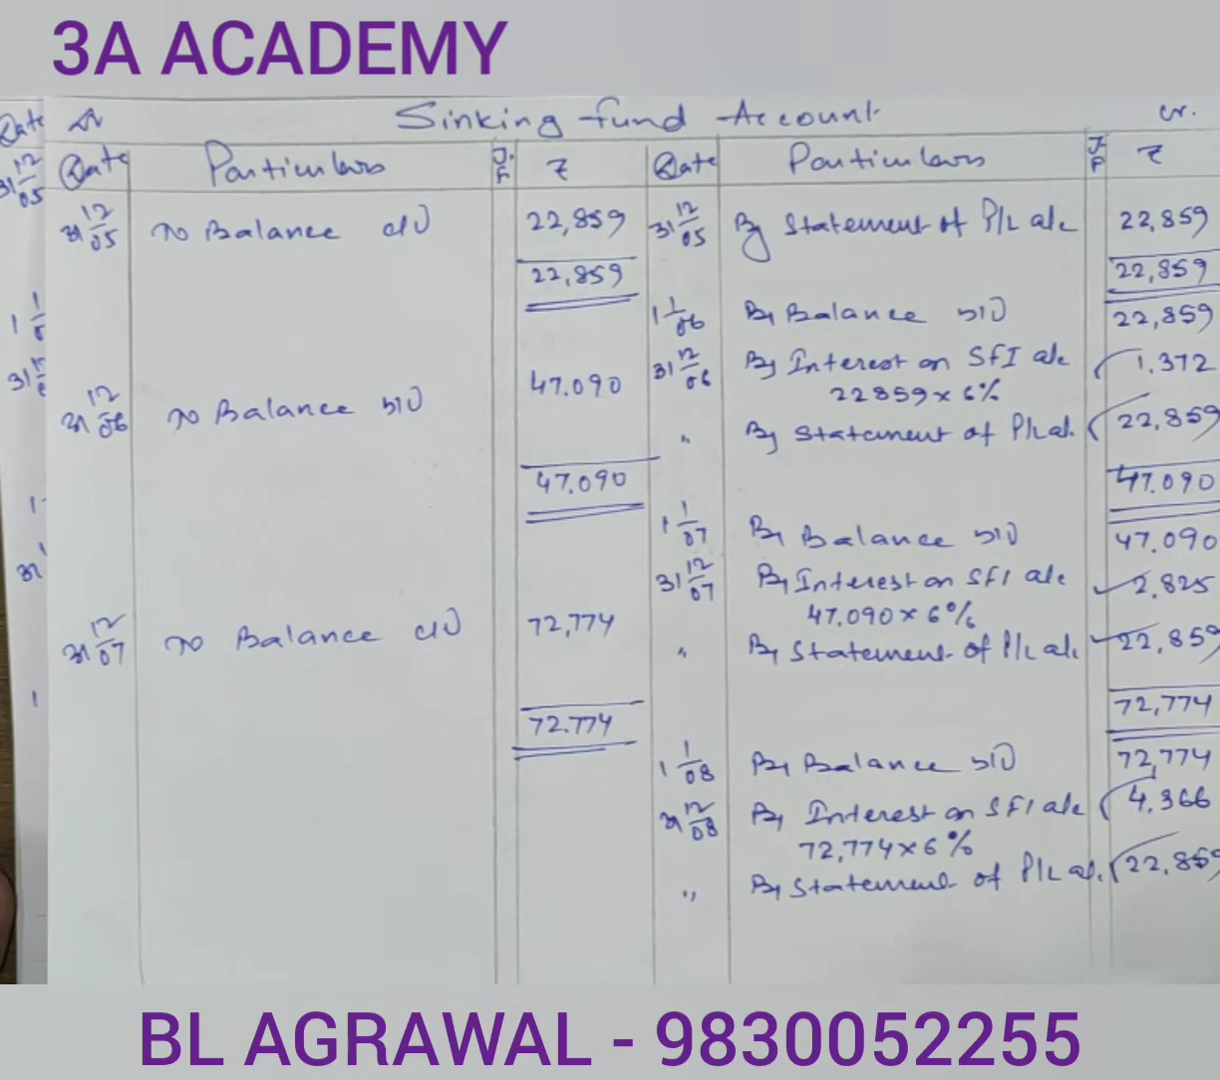 3A ACADEMY
Dr Sinking fund Account cr.
Date Particulars J.F ₹ Date Particulars J.F ₹
31 12/05 To Balance c/D 22,859 31 12/05 By Statement of P/L a/c 22,859
22,859 22,859
1 1/06 By Balance b/D 22,859
31 12/06 To Balance b/D 47.090 31 12/06 By Interest on SFI a/c 1.372
22859 x 6%
" By Statement of P/L a/. 22,859
47.090 47.090
1 1/07 By Balance b/D 47.090
31 12/07 By Interest on SFI a/c 2.825
47.090 x 6%
31 12/07 To Balance c/D 72,774 " By Statement of P/L a/c 22,859
72.774 72,774
1 1/08 By Balance b/D 72,774
31 12/08 By Interest on SFI a/c 4.366
72,774 x 6%
" By Statement of P/L a/. 22,859
BL AGRAWAL - 9830052255